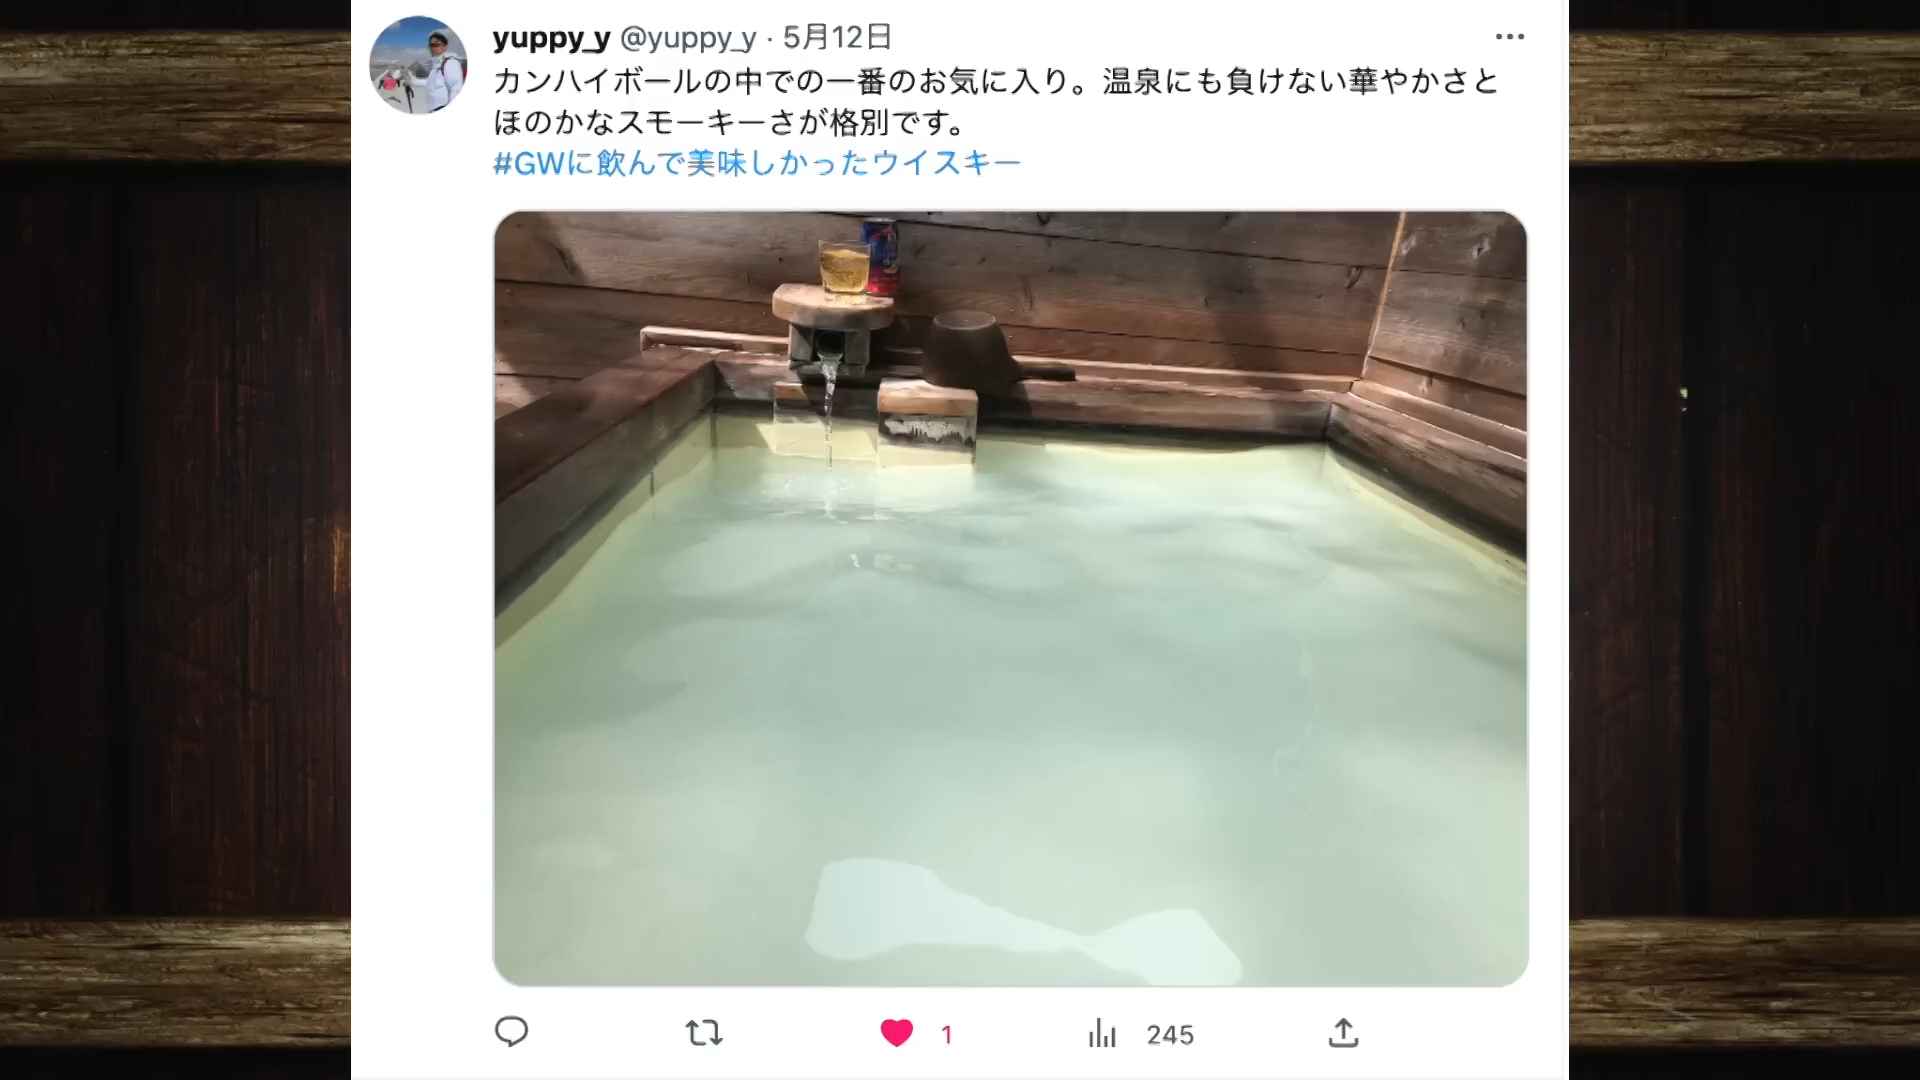 yuppy_y @yuppy_y · 5月12日
カンハイボールの中での一番のお気に入り。温泉にも負けない華やかさと
ほのかなスモーキーさが格別です。
#GWに飲んで美味しかったウイスキー
1
245